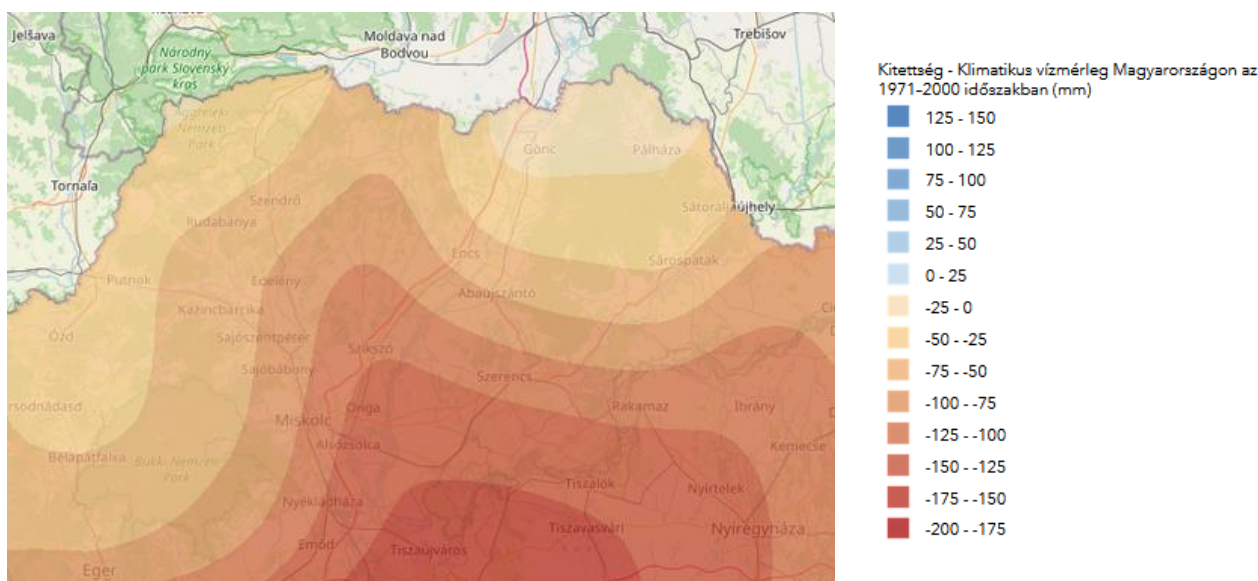 Jelšava
Národny
park Slovenský
kras
Moldava nad
Bodvou
Trebišov
Aggteleki
Nemzeti
Park
Gönc
Pálháza
Tornaľa
Szendrő
Rudabánya
Sátoraljaújhely
Encs
Sárospatak
Putnok
Edelény
Abaújszántó
Kazincbarcika
Ózd
Sajószentpéter
Szikszó
Sajóbábony
Szerencs
Onga
Rakamaz
Ibrány
Miskolc
Alsózsolca
Kemecse
Bélapátfalva
Bükki Nemzeti
Park
Tiszalök
Nyírtelek
Nyékládháza
Tiszavasvári
Nyíregyháza
Emőd
Tiszaújváros
Eger
Kitettség - Klimatikus vízmérleg Magyarországon az
1971-2000 időszakban (mm)
125 - 150
100 - 125
75 - 100
50 - 75
25 - 50
0 - 25
-25 - 0
-50 - -25
-75 - -50
-100 - -75
-125 - -100
-150 - -125
-175 - -150
-200 - -175